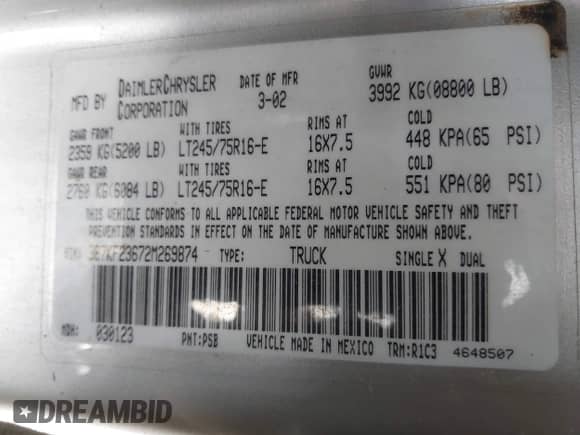 MFD BY DAIMLERCHRYSLER CORPORATION DATE OF MFR 3-02 GVWR 3992 KG(08800 LB)
GAWR FRONT WITH TIRES RIMS AT COLD
2359 KG(5200 LB) LT245/75R16-E 16X7.5 448 KPA(65 PSI)
GAWR REAR WITH TIRES RIMS AT COLD
2760 KG(6084 LB) LT245/75R16-E 16X7.5 551 KPA(80 PSI)
THIS VEHICLE CONFORMS TO ALL APPLICABLE FEDERAL MOTOR VEHICLE SAFETY AND THEFT
PREVENTION STANDARDS IN EFFECT ON THE DATE OF MANUFACTURE SHOWN ABOVE.
VIN: 3B7KF23672M269874 TYPE: TRUCK SINGLE X DUAL
MDH: 030123 PNT:PSB VEHICLE MADE IN MEXICO TRM:R1C3 4648507
DREAMBID